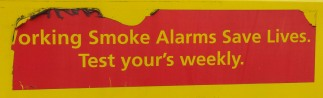 orking Smoke Alarms Save Lives.
Test your's weekly.